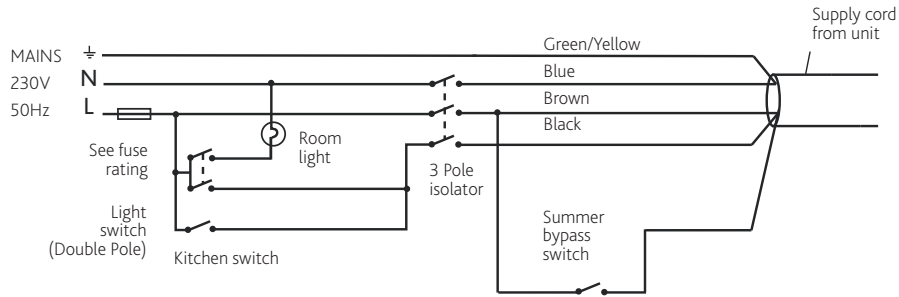 Supply cord
from unit
MAINS
230V
50Hz
N
L
Green/Yellow
Blue
Brown
Black
See fuse
rating
Room
light
3 Pole
isolator
Light
switch
(Double Pole)
Kitchen switch
Summer
bypass
switch